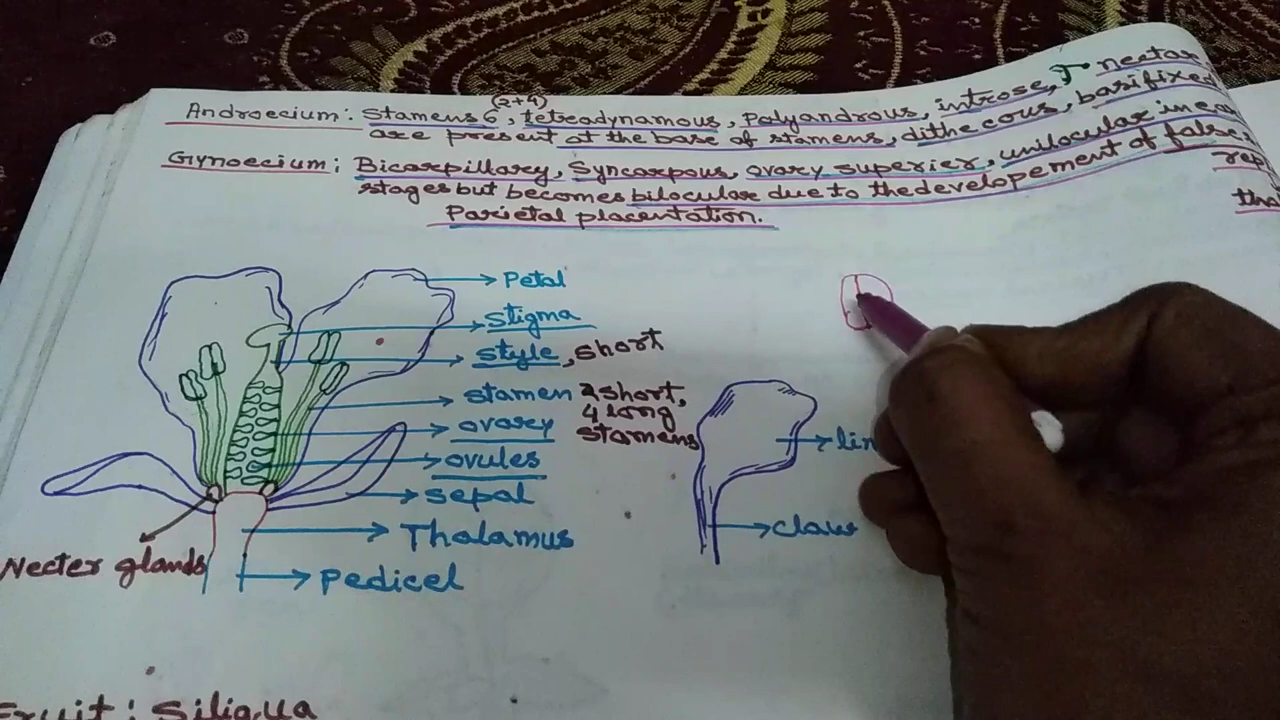 (2+4)
Androecium: Stamens 6, tetradynamous, polyandrous, introse, nectar
are present at the base of stamens, dithecous, basifixed
Gynoecium: Bicarpillary, Syncarpous, ovary superior, unilocular in
stages but becomes bilocular due to the developement of false
Parietal placentation.
Petal
Stigma
style, short
stamen 2 short,
4 long
stamens
ovary
ovules
sepal
Thalamus
Pedicel
Necter glands
claw
Fruit: Siliqua